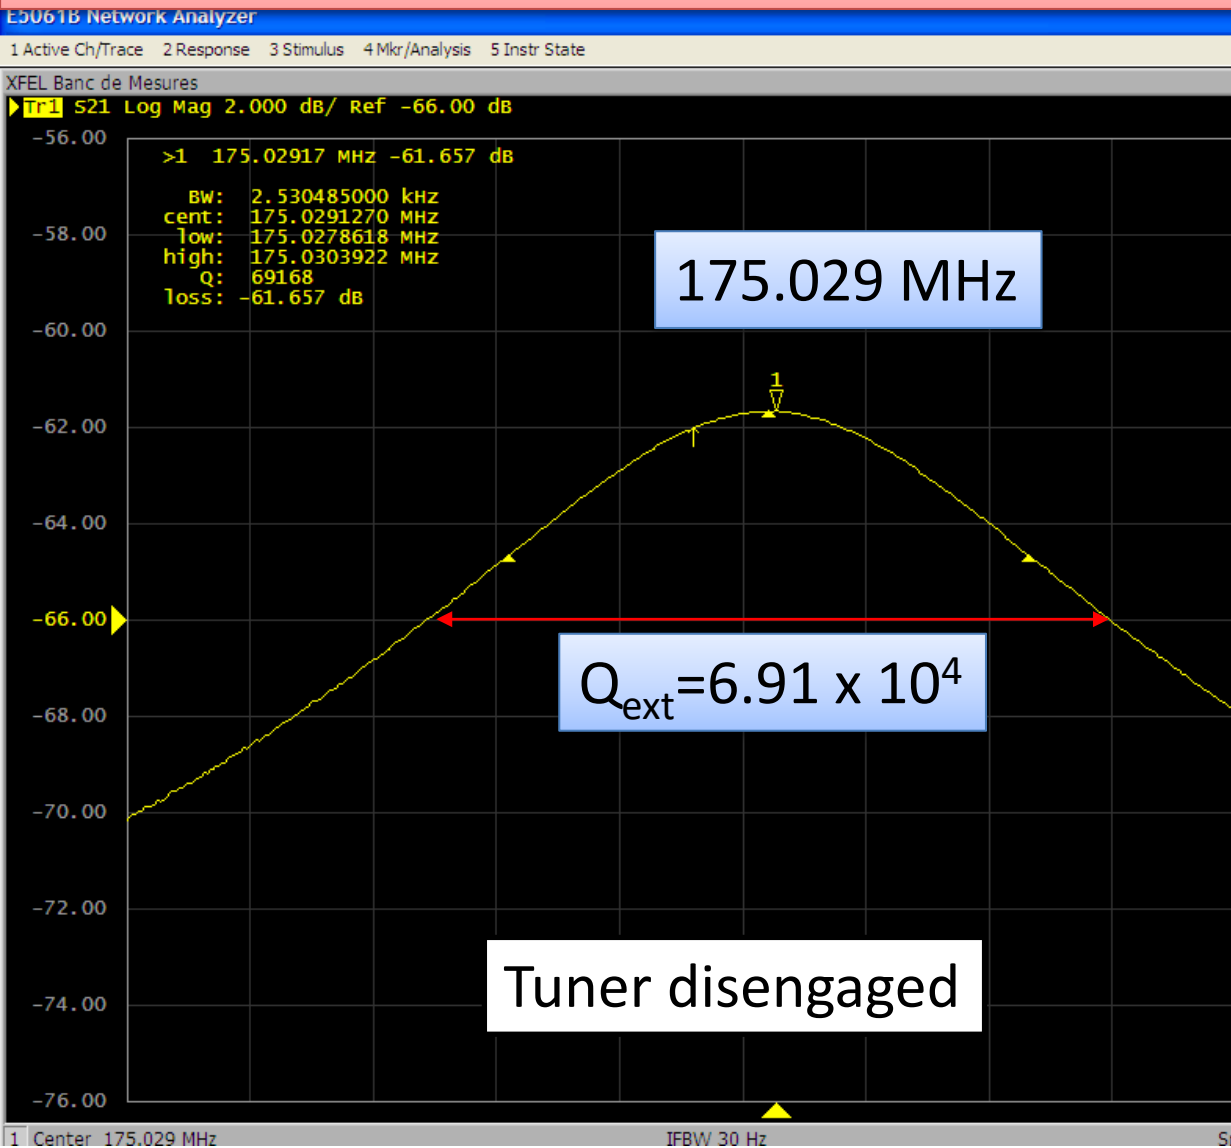 E5061B Network Analyzer
1 Active Ch/Trace 2 Response 3 Stimulus 4 Mkr/Analysis 5 Instr State
XFEL Banc de Mesures
Tr1 S21 Log Mag 2.000 dB/ Ref -66.00 dB
-56.00
>1 175.02917 MHz -61.657 dB
BW: 2.530485000 kHz
cent: 175.0291270 MHz
low: 175.0278618 MHz
high: 175.0303922 MHz
Q: 69168
loss: -61.657 dB
-58.00
175.029 MHz
-60.00
1
-62.00
-64.00
-66.00
Qext=6.91 x 10⁴
-68.00
-70.00
-72.00
Tuner disengaged
-74.00
-76.00
1 Center 175.029 MHz IFBW 30 Hz